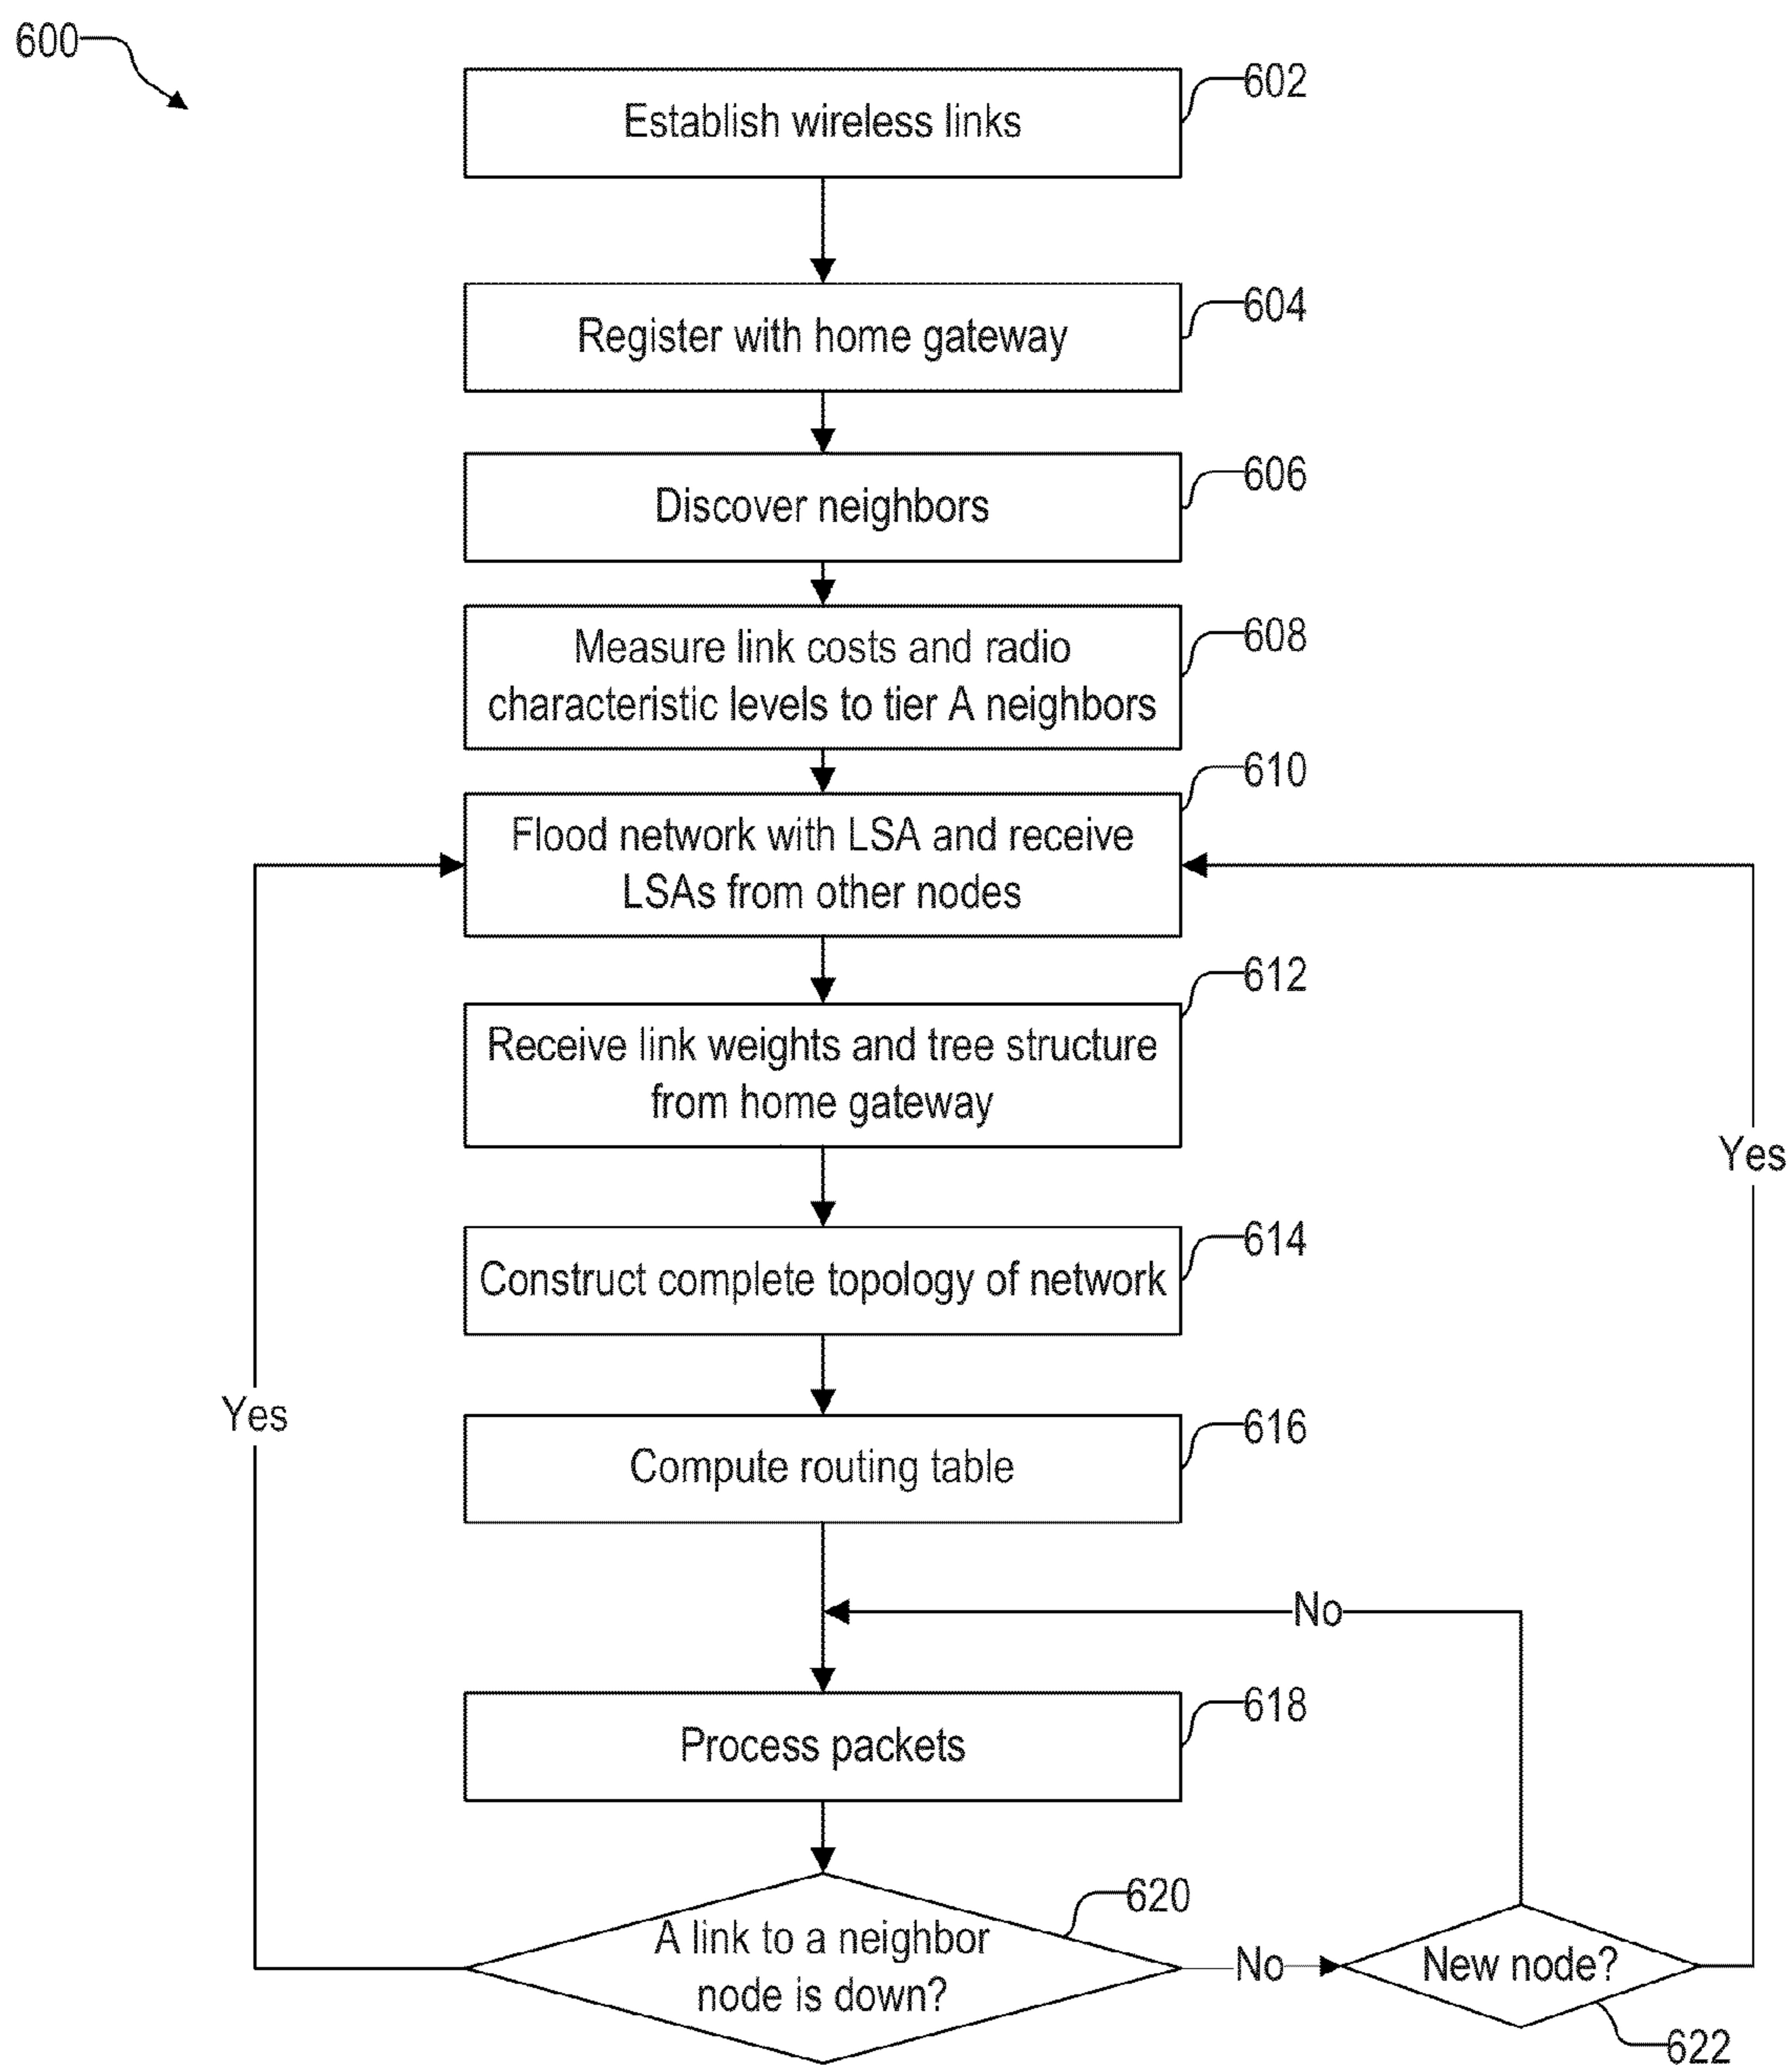 600
602
Establish wireless links
604
Register with home gateway
606
Discover neighbors
608
Measure link costs and radio
characteristic levels to tier A neighbors
610
Flood network with LSA and receive
LSAs from other nodes
612
Receive link weights and tree structure
from home gateway
Yes
614
Construct complete topology of network
Yes
616
Compute routing table
No
618
Process packets
620
A link to a neighbor
node is down?
No
New node?
622